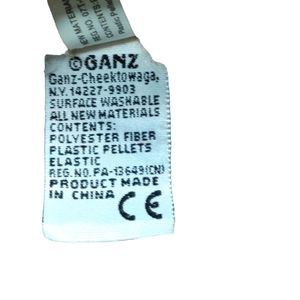 ©GANZ
Ganz-Cheektowaga,
N.Y. 14227-9903
SURFACE WASHABLE
ALL NEW MATERIALS
CONTENTS:
POLYESTER FIBER
PLASTIC PELLETS
ELASTIC
REG.NO.PA-13649(CN)
PRODUCT MADE
IN CHINA
CE